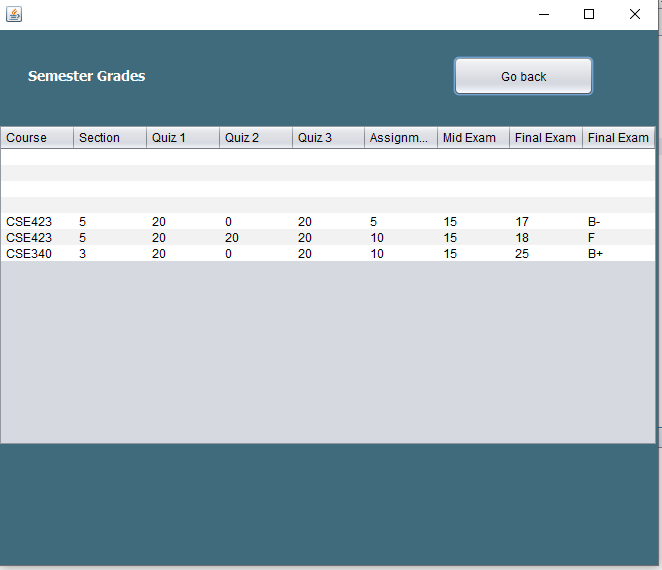 Semester Grades Go back
Course Section Quiz 1 Quiz 2 Quiz 3 Assignm... Mid Exam Final Exam Final Exam
CSE423 5 20 0 20 5 15 17 B-
CSE423 5 20 20 20 10 15 18 F
CSE340 3 20 0 20 10 15 25 B+